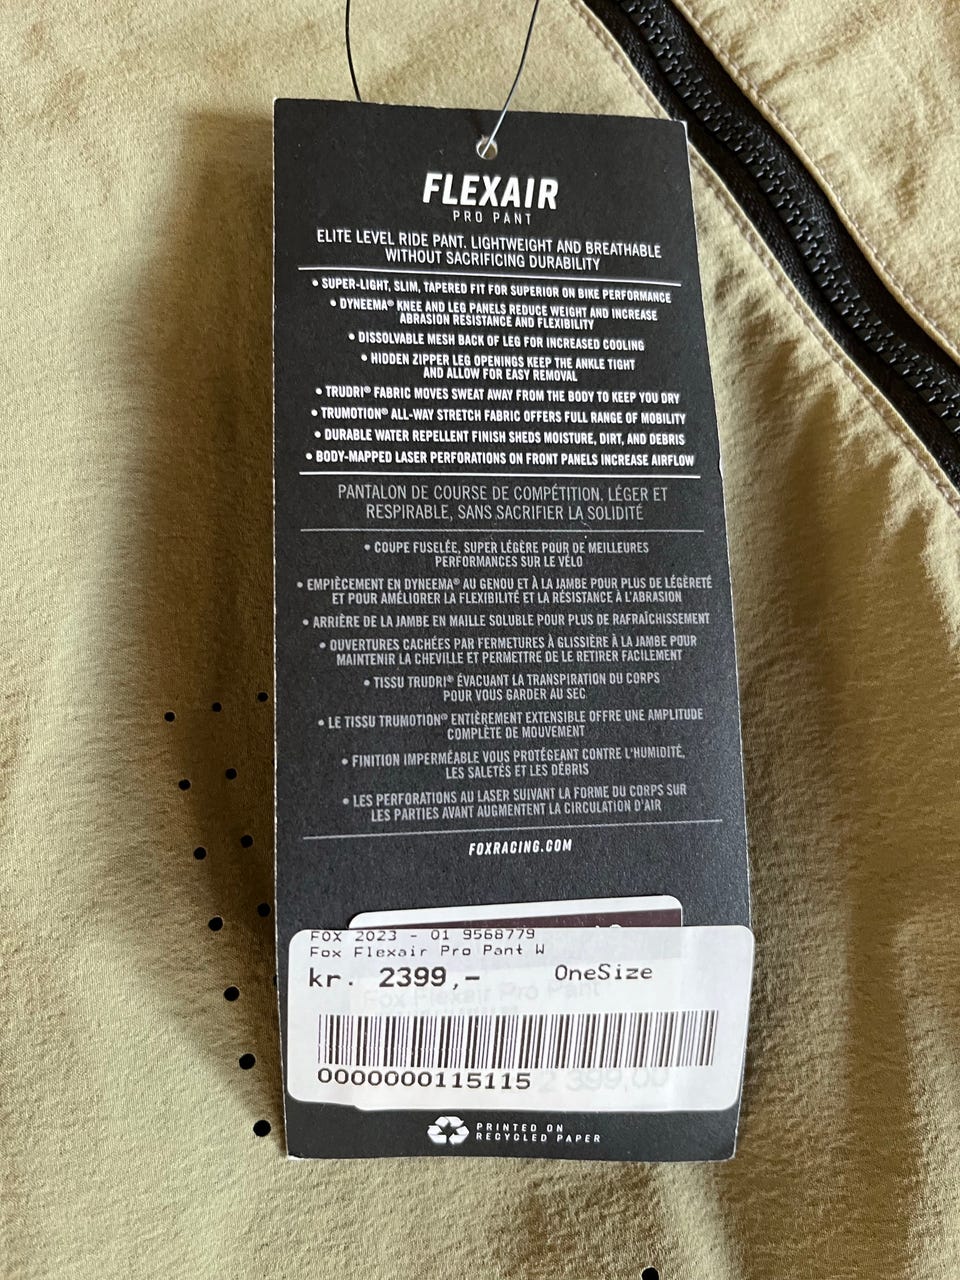 FLEXAIR
PRO PANT
ELITE LEVEL RIDE PANT. LIGHTWEIGHT AND BREATHABLE
WITHOUT SACRIFICING DURABILITY
• SUPER-LIGHT, SLIM, TAPERED FIT FOR SUPERIOR ON BIKE PERFORMANCE
• DYNEEMA® KNEE AND LEG PANELS REDUCE WEIGHT AND INCREASE
ABRASION RESISTANCE AND FLEXIBILITY
• DISSOLVABLE MESH BACK OF LEG FOR INCREASED COOLING
• HIDDEN ZIPPER LEG OPENINGS KEEP THE ANKLE TIGHT
AND ALLOW FOR EASY REMOVAL
• TRUDRI® FABRIC MOVES SWEAT AWAY FROM THE BODY TO KEEP YOU DRY
• TRUMOTION® ALL-WAY STRETCH FABRIC OFFERS FULL RANGE OF MOBILITY
• DURABLE WATER REPELLENT FINISH SHEDS MOISTURE, DIRT, AND DEBRIS
• BODY-MAPPED LASER PERFORATIONS ON FRONT PANELS INCREASE AIRFLOW
PANTALON DE COURSE DE COMPÉTITION, LÉGER ET
RESPIRABLE, SANS SACRIFIER LA SOLIDITÉ
• COUPE FUSELÉE, SUPER LÉGÈRE POUR DE MEILLEURES
PERFORMANCES SUR LE VÉLO
• EMPIÈCEMENT EN DYNEEMA® AU GENOU ET À LA JAMBE POUR PLUS DE LÉGÈRETÉ
ET POUR AMÉLIORER LA FLEXIBILITÉ ET LA RÉSISTANCE À L'ABRASION
• ARRIÈRE DE LA JAMBE EN MAILLE SOLUBLE POUR PLUS DE RAFRAÎCHISSEMENT
• OUVERTURES CACHÉES PAR FERMETURES À GLISSIÈRE À LA JAMBE POUR
MAINTENIR LA CHEVILLE ET PERMETTRE DE LE RETIRER FACILEMENT
• TISSU TRUDRI® ÉVACUANT LA TRANSPIRATION DU CORPS
POUR VOUS GARDER AU SEC
• LE TISSU TRUMOTION® ENTIÈREMENT EXTENSIBLE OFFRE UNE AMPLITUDE
COMPLÈTE DE MOUVEMENT
• FINITION IMPERMÉABLE VOUS PROTÉGEANT CONTRE L'HUMIDITÉ,
LES SALETÉS ET LES DÉBRIS
• LES PERFORATIONS AU LASER SUIVANT LA FORME DU CORPS SUR
LES PARTIES AVANT AUGMENTENT LA CIRCULATION D'AIR
FOXRACING.COM
FOX 2023 - 01 9568779
Fox Flexair Pro Pant W
kr. 2399,- OneSize
Fox Flexair Pro Pant
0000000115115 2 399,00
PRINTED ON
RECYCLED PAPER